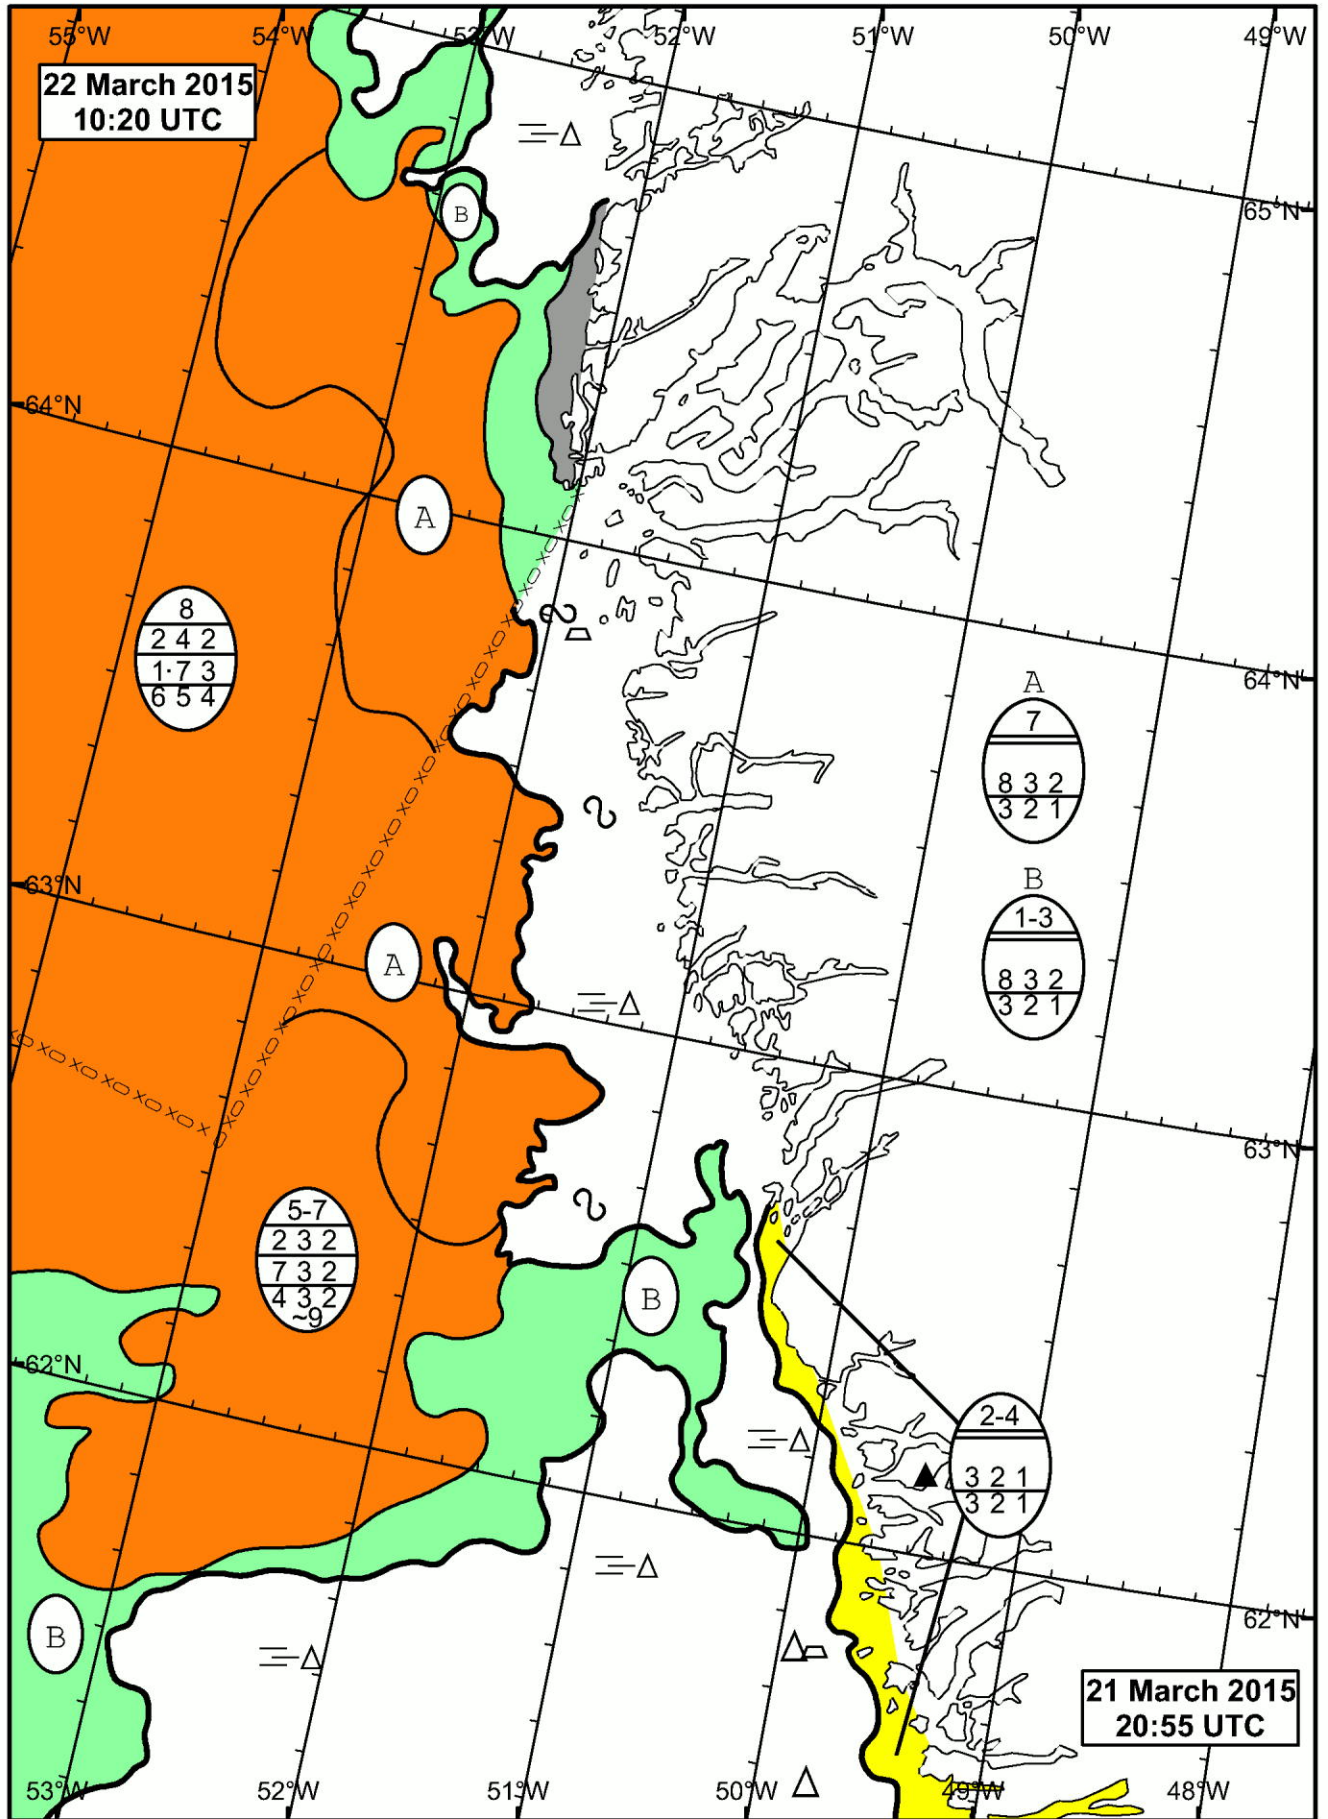 55°W 54°W 53°W 52°W 51°W 50°W 49°W
22 March 2015
10:20 UTC
B
65°N
64°N
A
8
2 4 2
1·7 3
6 5 4
64°N
A
7
8 3 2
3 2 1
63°N
B
1-3
8 3 2
3 2 1
A
63°N
5-7
2 3 2
7 3 2
4 3 2
~9
B
62°N
2-4
3 2 1
3 2 1
B
62°N
21 March 2015
20:55 UTC
53°W 52°W 51°W 50°W 49°W 48°W